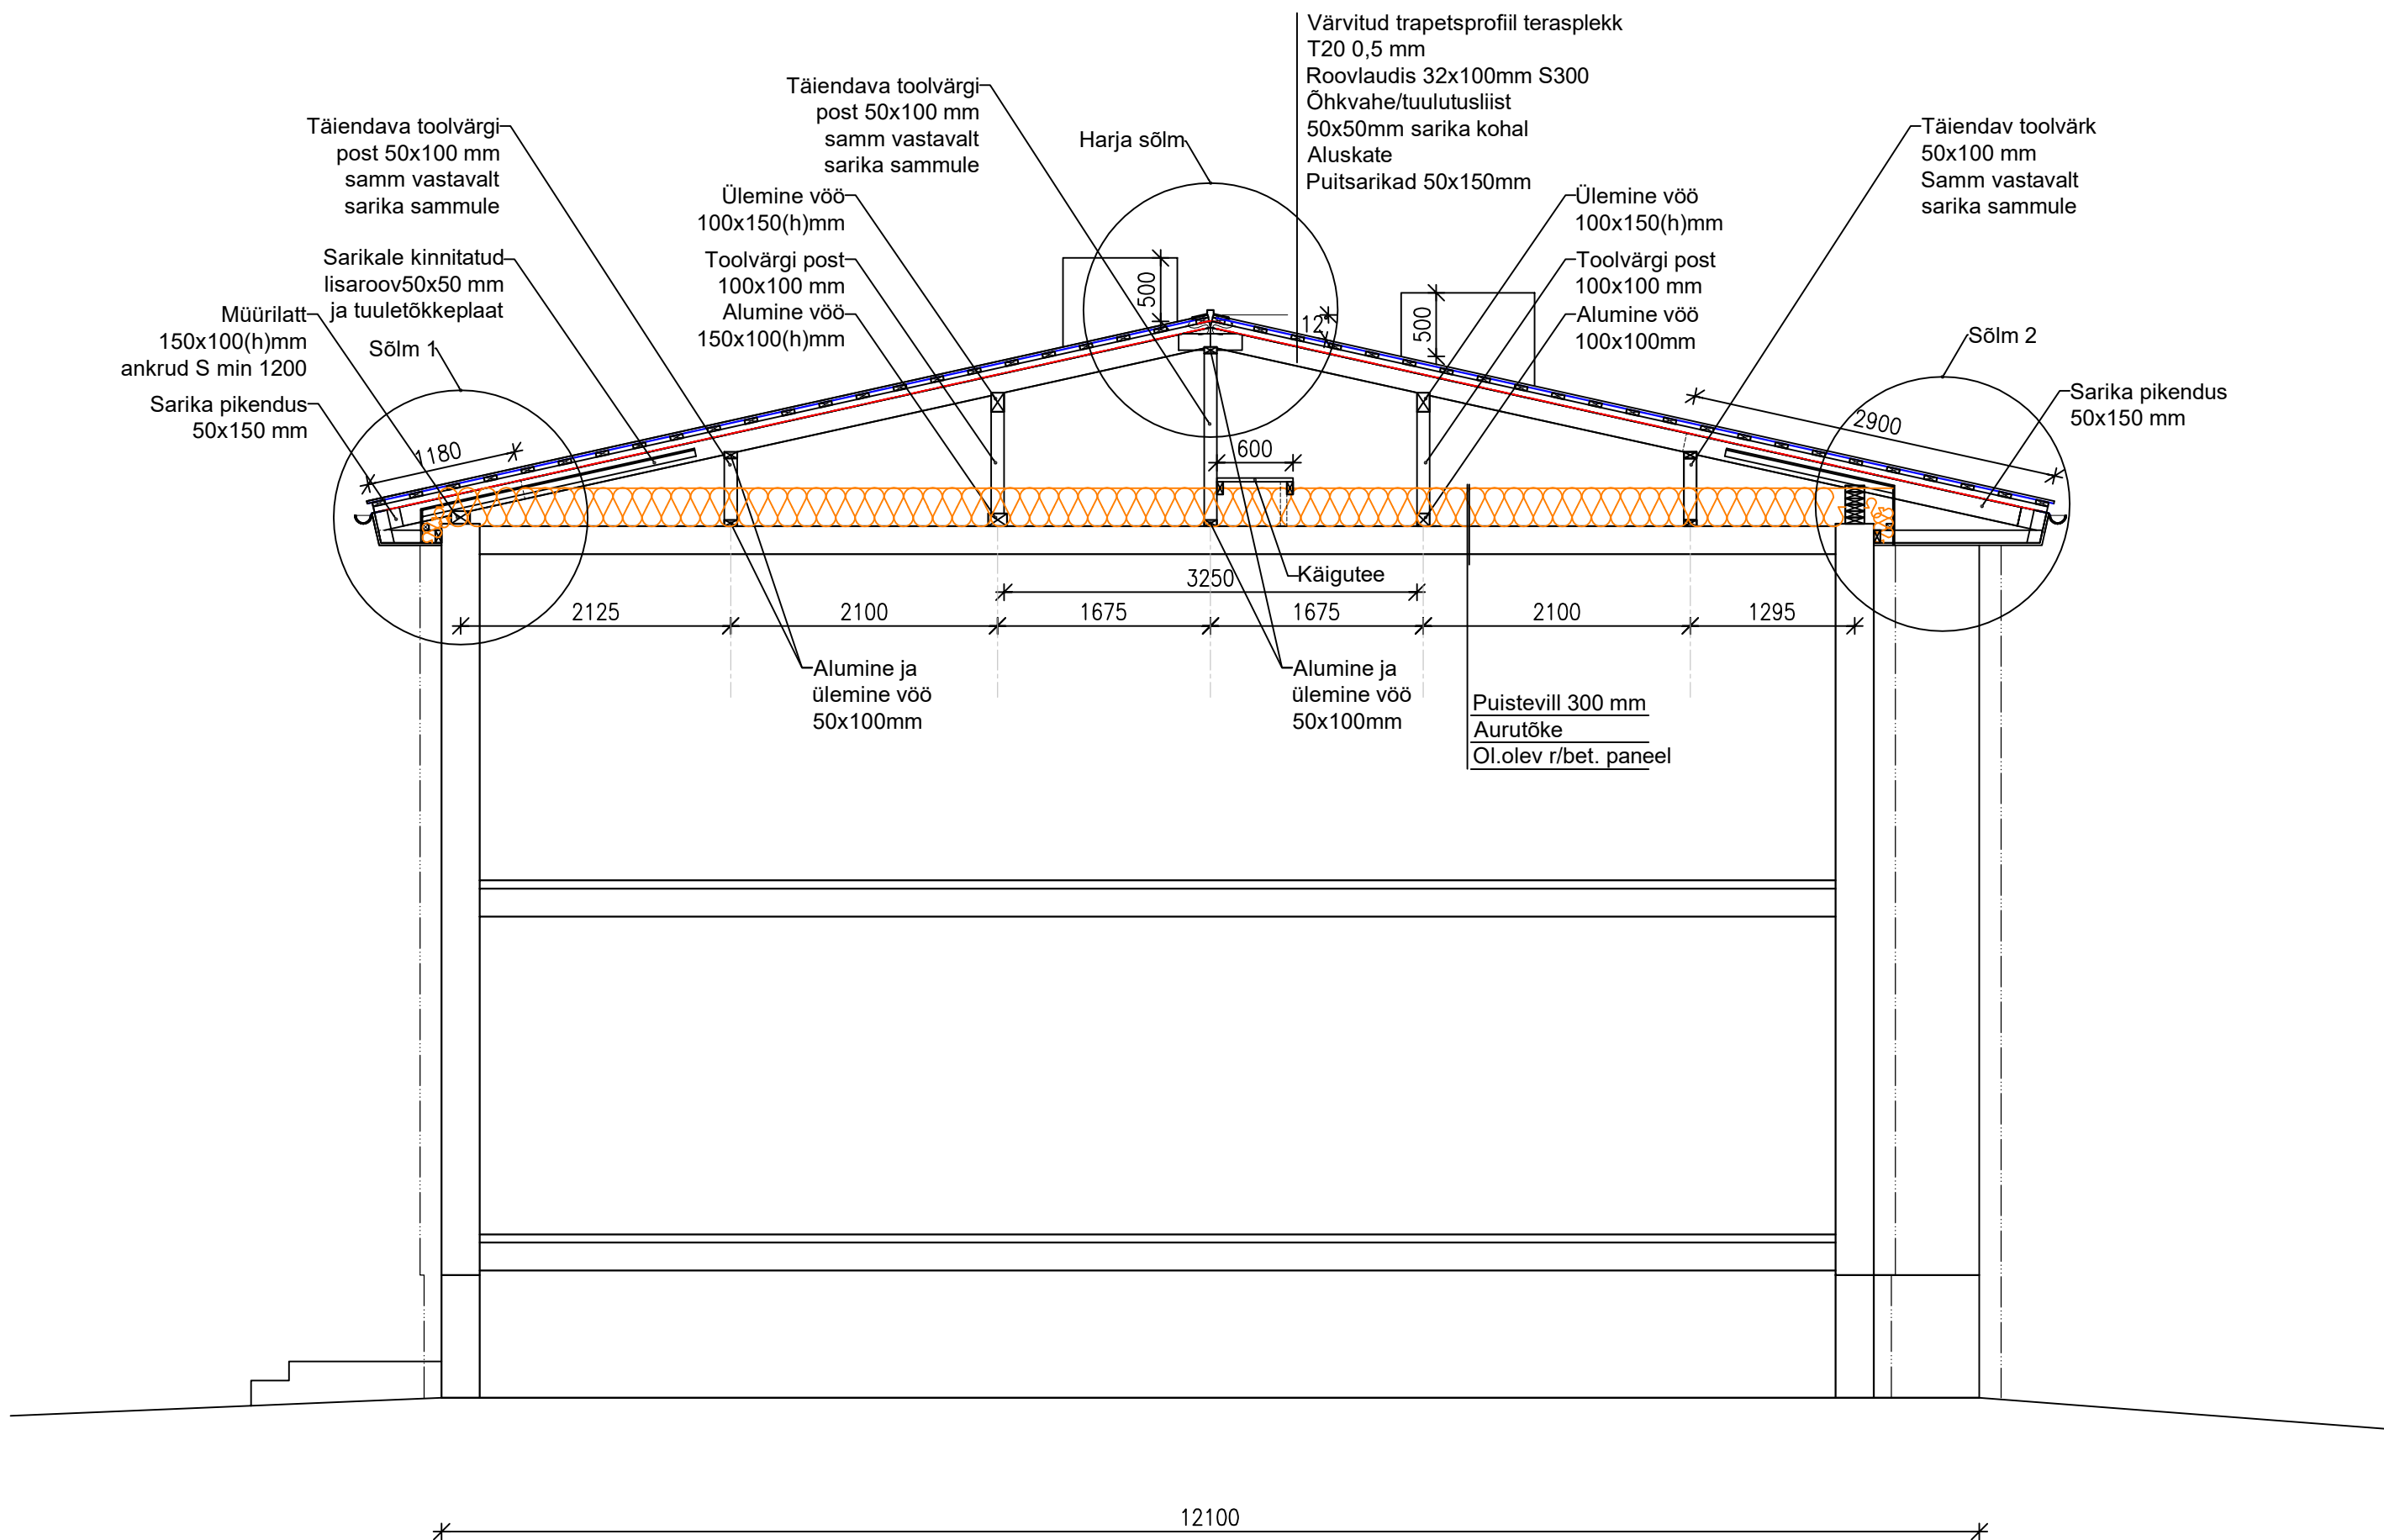 Värvitud trapetsprofiil terasplekk
T20 0,5 mm
Roovlaudis 32x100mm S300
Õhkvahe/tuulutusliist
50x50mm sarika kohal
Aluskate
Puitsarikad 50x150mm
Täiendava toolvärgi
post 50x100 mm
samm vastavalt
sarika sammule
Täiendava toolvärgi
post 50x100 mm
samm vastavalt
sarika sammule
Harja sõlm
Täiendav toolvärk
50x100 mm
Samm vastavalt
sarika sammule
Ülemine vöö
100x150(h)mm
Toolvärgi post
100x100 mm
Alumine vöö
150x100(h)mm
Ülemine vöö
100x150(h)mm
Toolvärgi post
100x100 mm
Alumine vöö
100x100mm
Sarikale kinnitatud
lisaroov50x50 mm
ja tuuletõkkeplaat
Müürilatt
150x100(h)mm
ankrud S min 1200
Sõlm 1
Sarika pikendus
50x150 mm
Sõlm 2
Sarika pikendus
50x150 mm
500
500
12°
1180
2900
600
Käigutee
3250
2125
2100
1675
1675
2100
1295
Alumine ja
ülemine vöö
50x100mm
Alumine ja
ülemine vöö
50x100mm
Puistevill 300 mm
Aurutõke
Ol.olev r/bet. paneel
12100